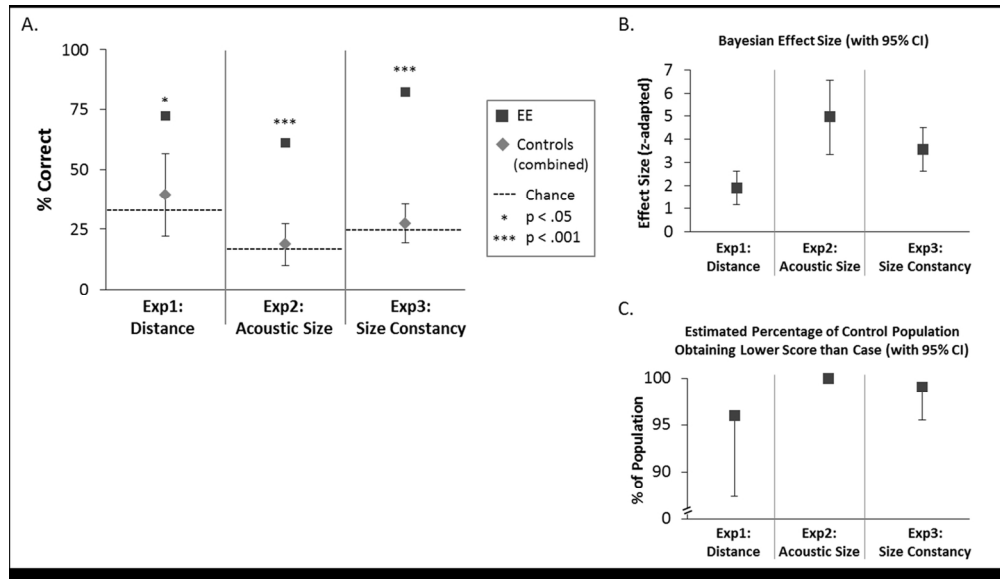 A.
% Correct
100
75
50
25
0
*
***
***
Exp1:
Distance
Exp2:
Acoustic Size
Exp3:
Size Constancy
EE
Controls
(combined)
Chance
* p < .05
*** p < .001
B.
Bayesian Effect Size (with 95% CI)
Effect Size (z-adapted)
7
6
5
4
3
2
1
0
Exp1:
Distance
Exp2:
Acoustic Size
Exp3:
Size Constancy
C.
Estimated Percentage of Control Population
Obtaining Lower Score than Case (with 95% CI)
% of Population
100
95
90
0
Exp1:
Distance
Exp2:
Acoustic Size
Exp3:
Size Constancy